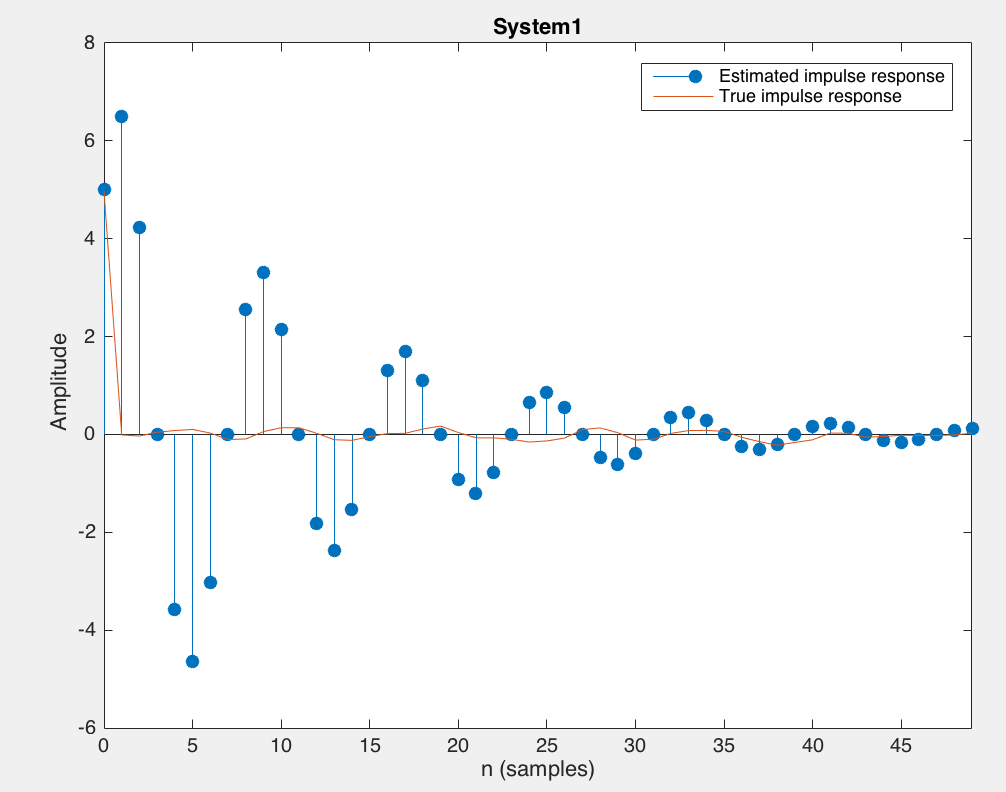 System1
Estimated impulse response
True impulse response
8
6
4
2
0
-2
-4
-6
Amplitude
0 5 10 15 20 25 30 35 40 45
n (samples)